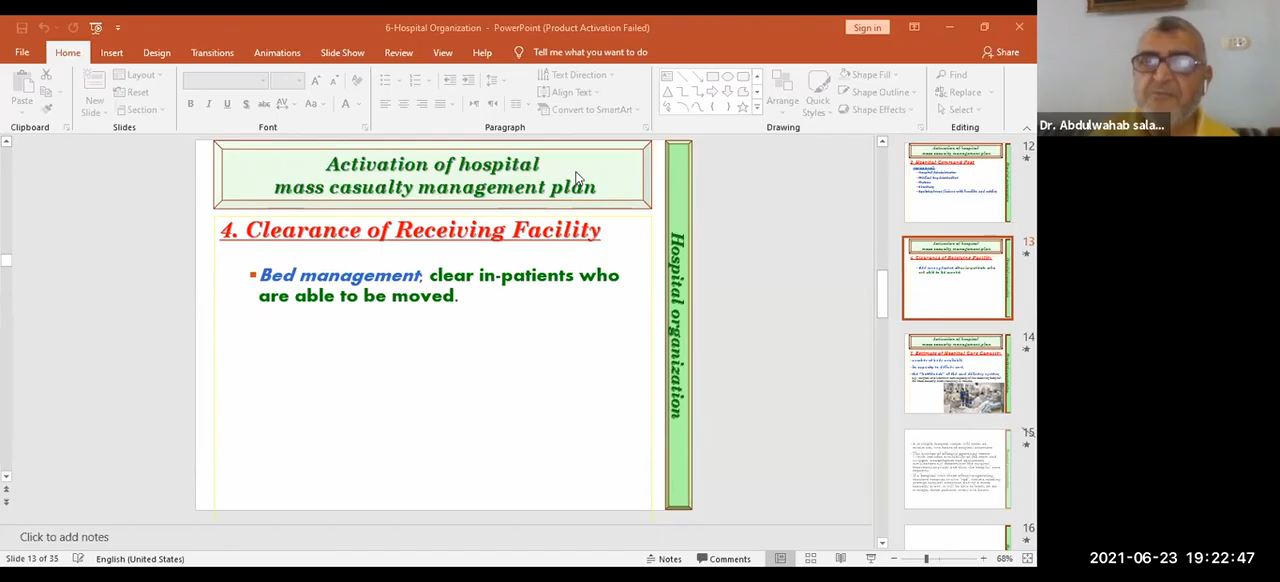 6-Hospital Organization - PowerPoint (Product Activation Failed)
Sign in
File Home Insert Design Transitions Animations Slide Show Review View Help Tell me what you want to do Share
Paste
New Slide
Layout
Reset
Section
Text Direction
Align Text
Convert to SmartArt
Arrange
Quick Styles
Shape Fill
Shape Outline
Shape Effects
Find
Replace
Select
Clipboard Slides Font Paragraph Drawing Editing
Dr. Abdulwahab sala...
Activation of hospital
mass casualty management plan
4. Clearance of Receiving Facility
Bed management; clear in-patients who
are able to be moved.
Hospital organization
12
13
14
15
16
Click to add notes
Slide 13 of 35 English (United States) Notes Comments 68%
2021-06-23 19:22:47